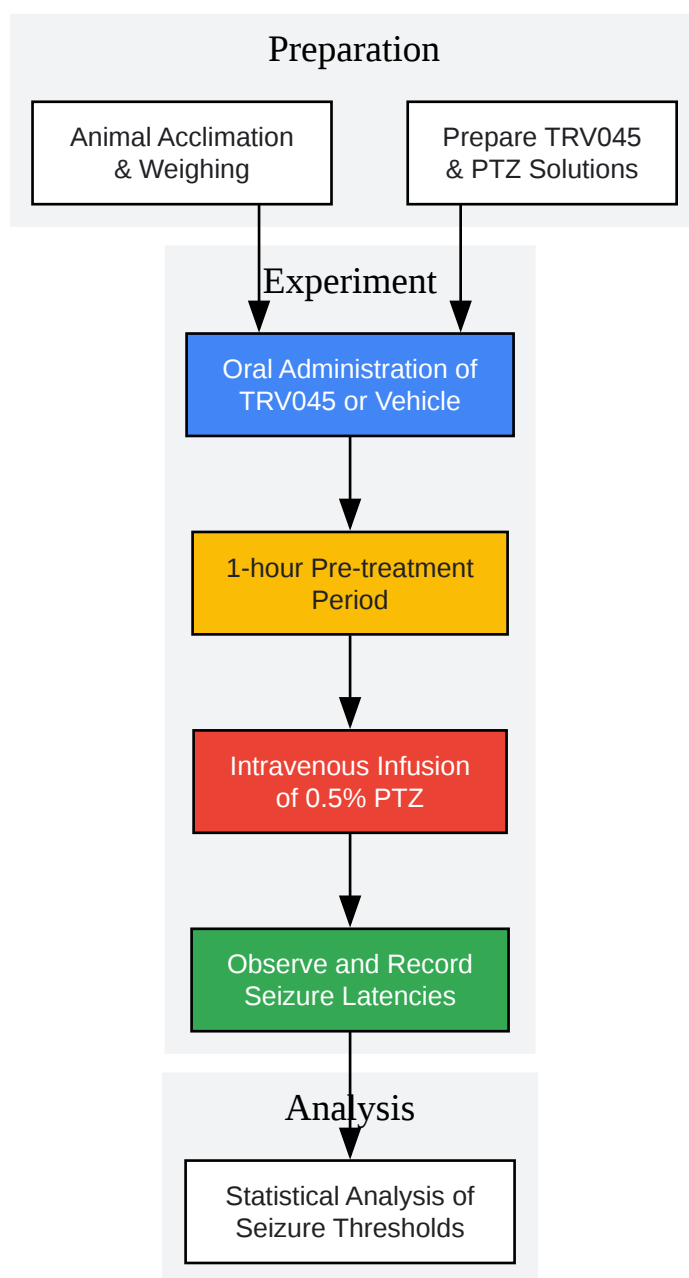 Preparation
Animal Acclimation
& Weighing
Prepare TRV045
& PTZ Solutions
Experiment
Oral Administration of
TRV045 or Vehicle
1-hour Pre-treatment
Period
Intravenous Infusion
of 0.5% PTZ
Observe and Record
Seizure Latencies
Analysis
Statistical Analysis of
Seizure Thresholds